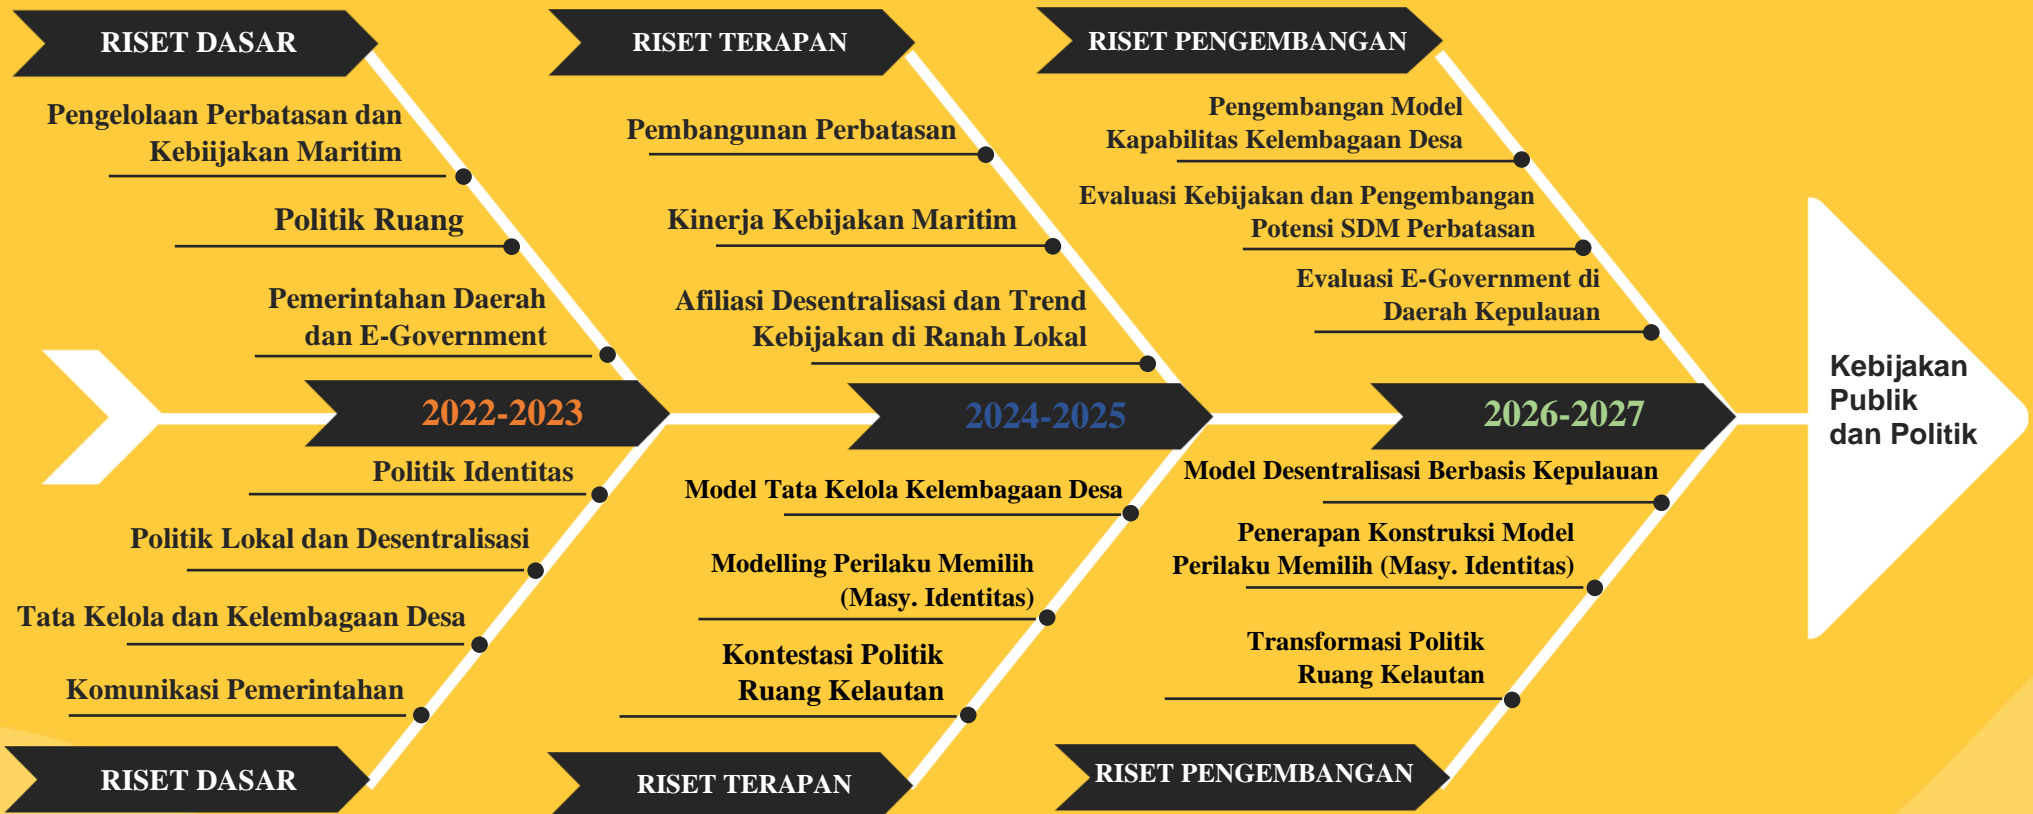 RISET DASAR
Pengelolaan Perbatasan dan
Kebiijakan Maritim
Politik Ruang
Pemerintahan Daerah
dan E-Government
RISET TERAPAN
Pembangunan Perbatasan
Kinerja Kebijakan Maritim
Afiliasi Desentralisasi dan Trend
Kebijakan di Ranah Lokal
RISET PENGEMBANGAN
Pengembangan Model
Kapabilitas Kelembagaan Desa
Evaluasi Kebijakan dan Pengembangan
Potensi SDM Perbatasan
Evaluasi E-Government di
Daerah Kepulauan
2022-2023
2024-2025
2026-2027
Kebijakan
Publik
dan Politik
Politik Identitas
Politik Lokal dan Desentralisasi
Tata Kelola dan Kelembagaan Desa
Komunikasi Pemerintahan
RISET DASAR
Model Tata Kelola Kelembagaan Desa
Modelling Perilaku Memilih
(Masy. Identitas)
Kontestasi Politik
Ruang Kelautan
RISET TERAPAN
Model Desentralisasi Berbasis Kepulauan
Penerapan Konstruksi Model
Perilaku Memilih (Masy. Identitas)
Transformasi Politik
Ruang Kelautan
RISET PENGEMBANGAN